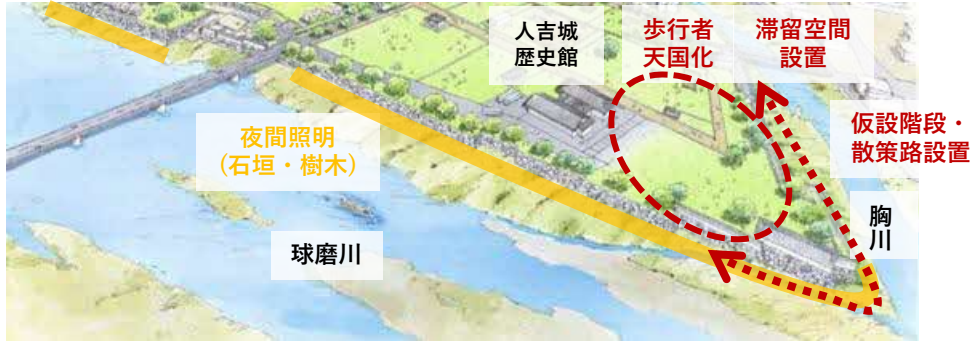 人吉城
歴史館
歩行者
天国化
滞留空間
設置
仮設階段・
散策路設置
夜間照明
（石垣・樹木）
胸
川
球磨川